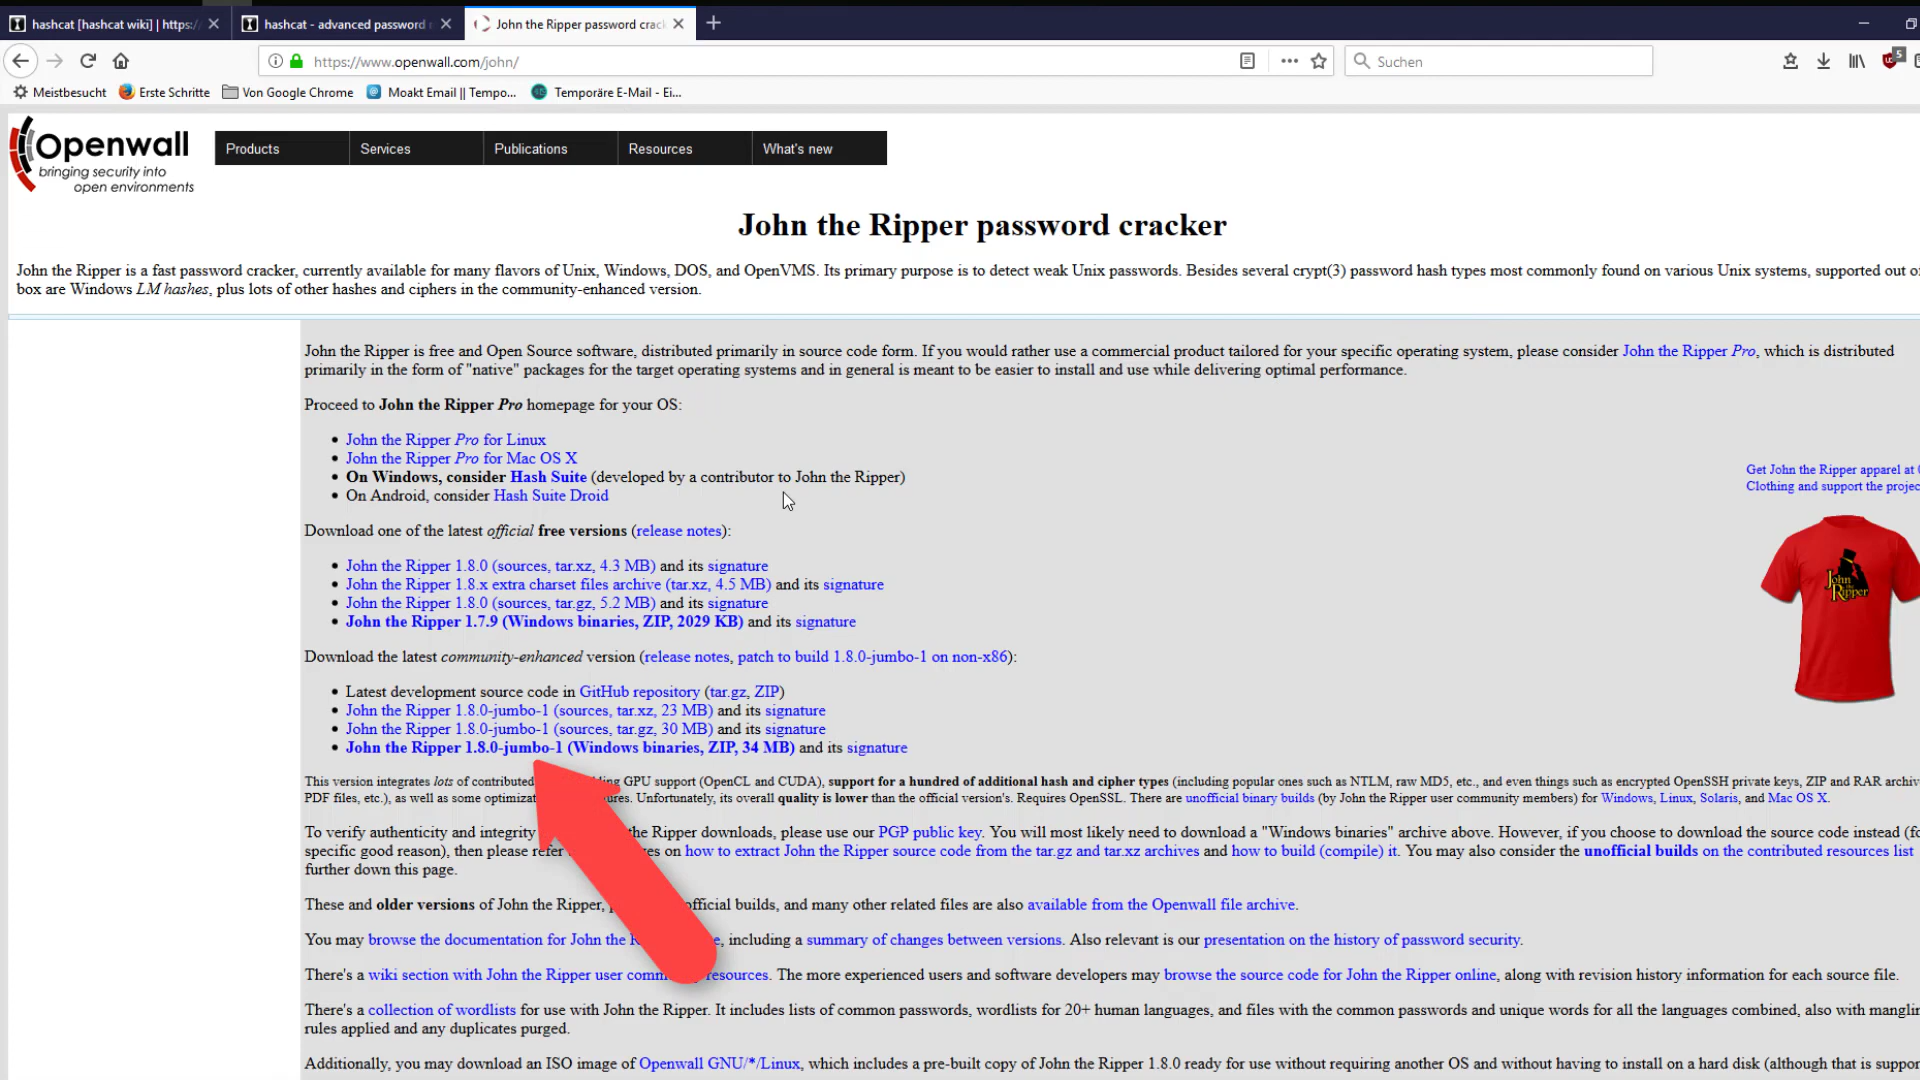 hashcat [hashcat wiki] | https:/
hashcat - advanced password
John the Ripper password crac
https://www.openwall.com/john/
Suchen
5
Meistbesucht
Erste Schritte
Von Google Chrome
Moakt Email || Tempo...
Temporäre E-Mail - Ei...
Openwall
bringing security into
open environments
Products
Services
Publications
Resources
What's new
John the Ripper password cracker
John the Ripper is a fast password cracker, currently available for many flavors of Unix, Windows, DOS, and OpenVMS. Its primary purpose is to detect weak Unix passwords. Besides several crypt(3) password hash types most commonly found on various Unix systems, supported out of
box are Windows LM hashes, plus lots of other hashes and ciphers in the community-enhanced version.
John the Ripper is free and Open Source software, distributed primarily in source code form. If you would rather use a commercial product tailored for your specific operating system, please consider John the Ripper Pro, which is distributed
primarily in the form of "native" packages for the target operating systems and in general is meant to be easier to install and use while delivering optimal performance.
Proceed to John the Ripper Pro homepage for your OS:
John the Ripper Pro for Linux
John the Ripper Pro for Mac OS X
On Windows, consider Hash Suite (developed by a contributor to John the Ripper)
On Android, consider Hash Suite Droid
Get John the Ripper apparel at
Clothing and support the projec
John the Ripper
Download one of the latest official free versions (release notes):
John the Ripper 1.8.0 (sources, tar.xz, 4.3 MB) and its signature
John the Ripper 1.8.x extra charset files archive (tar.xz, 4.5 MB) and its signature
John the Ripper 1.8.0 (sources, tar.gz, 5.2 MB) and its signature
John the Ripper 1.7.9 (Windows binaries, ZIP, 2029 KB) and its signature
Download the latest community-enhanced version (release notes, patch to build 1.8.0-jumbo-1 on non-x86):
Latest development source code in GitHub repository (tar.gz, ZIP)
John the Ripper 1.8.0-jumbo-1 (sources, tar.xz, 23 MB) and its signature
John the Ripper 1.8.0-jumbo-1 (sources, tar.gz, 30 MB) and its signature
John the Ripper 1.8.0-jumbo-1 (Windows binaries, ZIP, 34 MB) and its signature
This version integrates lots of contributed GPU support (OpenCL and CUDA), support for a hundred of additional hash and cipher types (including popular ones such as NTLM, raw MD5, etc., and even things such as encrypted OpenSSH private keys, ZIP and RAR archiv
PDF files, etc.), as well as some optimizat ures. Unfortunately, its overall quality is lower than the official version's. Requires OpenSSL. There are unofficial binary builds (by John the Ripper user community members) for Windows, Linux, Solaris, and Mac OS X.
To verify authenticity and integrity the Ripper downloads, please use our PGP public key. You will most likely need to download a "Windows binaries" archive above. However, if you choose to download the source code instead (fo
specific good reason), then please refer es on how to extract John the Ripper source code from the tar.gz and tar.xz archives and how to build (compile) it. You may also consider the unofficial builds on the contributed resources list
further down this page.
These and older versions of John the Ripper, p official builds, and many other related files are also available from the Openwall file archive.
You may browse the documentation for John the R e, including a summary of changes between versions. Also relevant is our presentation on the history of password security.
There's a wiki section with John the Ripper user comm resources. The more experienced users and software developers may browse the source code for John the Ripper online, along with revision history information for each source file.
There's a collection of wordlists for use with John the Ripper. It includes lists of common passwords, wordlists for 20+ human languages, and files with the common passwords and unique words for all the languages combined, also with manglin
rules applied and any duplicates purged.
Additionally, you may download an ISO image of Openwall GNU/*/Linux, which includes a pre-built copy of John the Ripper 1.8.0 ready for use without requiring another OS and without having to install on a hard disk (although that is suppor